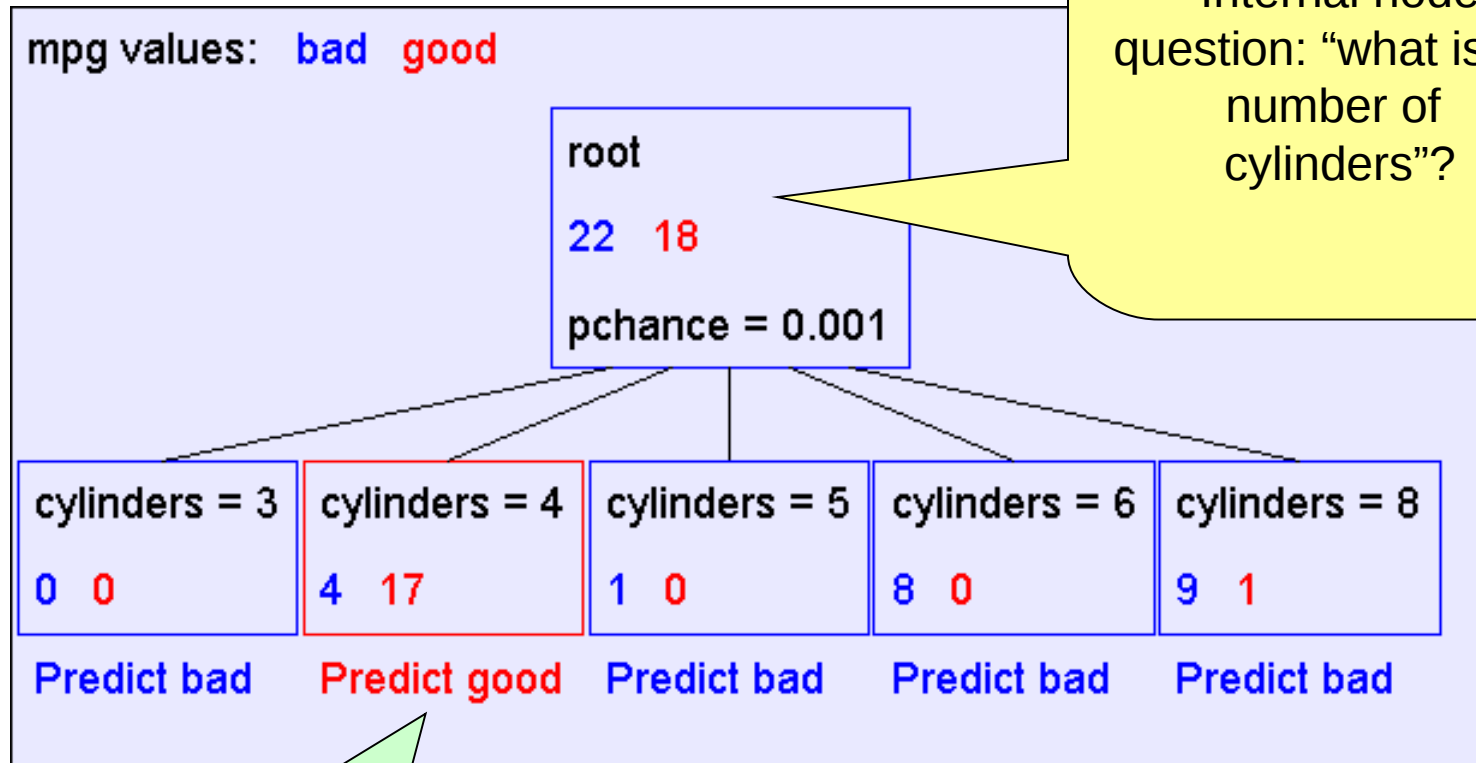 mpg values: bad good
question: “what is
number of
cylinders”?
root
22 18
pchance = 0.001
cylinders = 3
0 0
Predict bad
cylinders = 4
4 17
Predict good
cylinders = 5
1 0
Predict bad
cylinders = 6
8 0
Predict bad
cylinders = 8
9 1
Predict bad